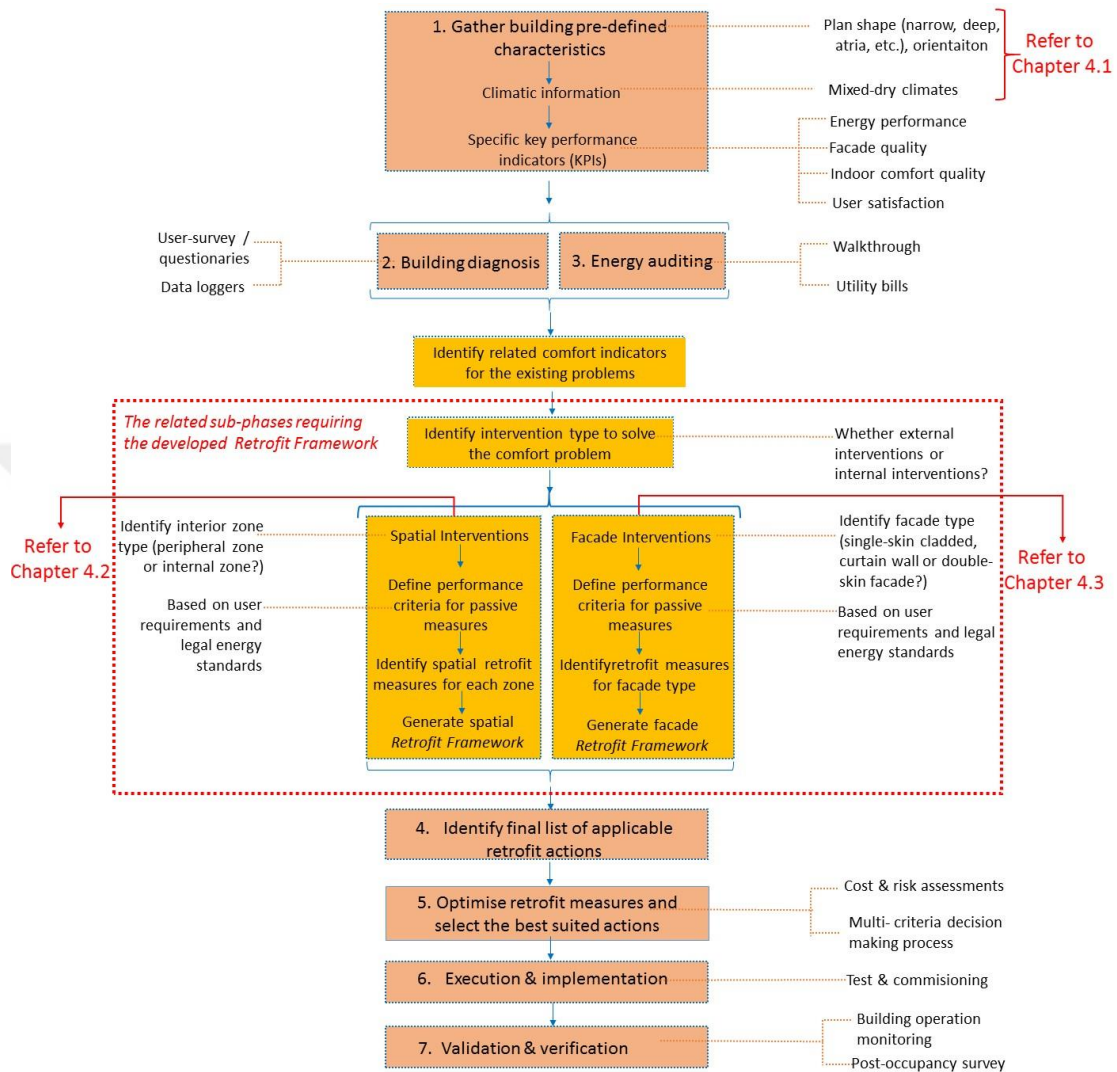 1. Gather building pre-defined
characteristics
Climatic information
Specific key performance
indicators (KPIs)
Plan shape (narrow, deep,
atria, etc.), orientaiton
Mixed-dry climates
Refer to
Chapter 4.1
Energy performance
Facade quality
Indoor comfort quality
User satisfaction
User-survey /
questionaries
Data loggers
2. Building diagnosis
3. Energy auditing
Walkthrough
Utility bills
Identify related comfort indicators
for the existing problems
The related sub-phases requiring
the developed Retrofit Framework
Identify intervention type to solve
the comfort problem
Whether external
interventions or
internal interventions?
Refer to
Chapter 4.2
Identify interior zone
type (peripheral zone
or internal zone?)
Based on user
requirements and
legal energy
standards
Spatial Interventions
Define performance
criteria for passive
measures
Identify spatial retrofit
measures for each zone
Generate spatial
Retrofit Framework
Facade Interventions
Define performance
criteria for passive
measures
Identifyretrofit measures
for facade type
Generate facade
Retrofit Framework
Identify facade type
(single-skin cladded,
curtain wall or double-
skin facade?)
Based on user
requirements and legal
energy standards
Refer to
Chapter 4.3
4. Identify final list of applicable
retrofit actions
5. Optimise retrofit measures and
select the best suited actions
Cost & risk assessments
Multi- criteria decision
making process
6. Execution & implementation
Test & commisioning
7. Validation & verification
Building operation
monitoring
Post-occupancy survey